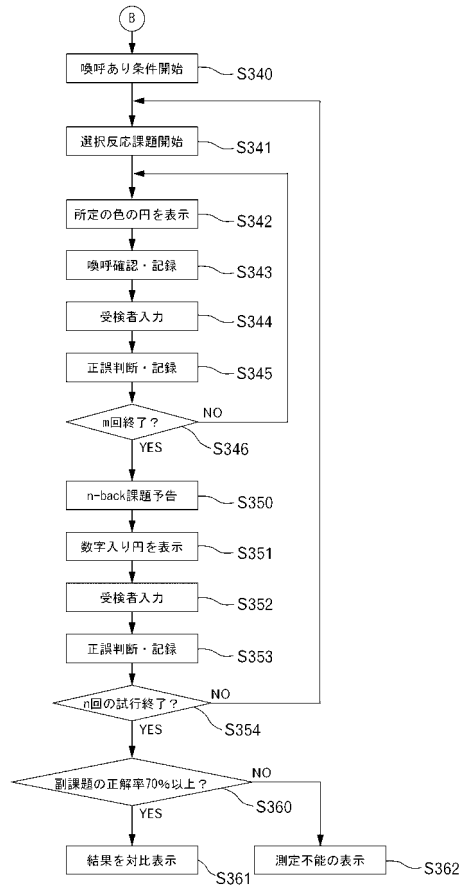 B
喚呼あり条件開始
S340
選択反応課題開始
S341
所定の色の円を表示
S342
喚呼確認・記録
S343
受検者入力
S344
正誤判断・記録
S345
m回終了？
NO
S346
YES
n-back課題予告
S350
数字入り円を表示
S351
受検者入力
S352
正誤判断・記録
S353
n回の試行終了？
NO
S354
YES
副課題の正解率70%以上？
NO
S360
YES
結果を対比表示
S361
測定不能の表示
S362